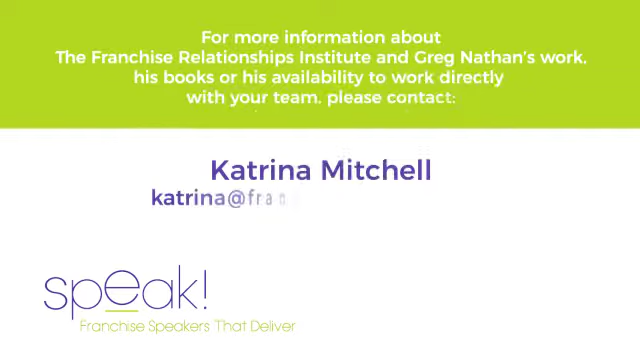 For more information about
The Franchise Relationships Institute and Greg Nathan's work,
his books or his availability to work directly
with your team, please contact:
Katrina Mitchell
katrina@fran
speak!
Franchise Speakers That Deliver